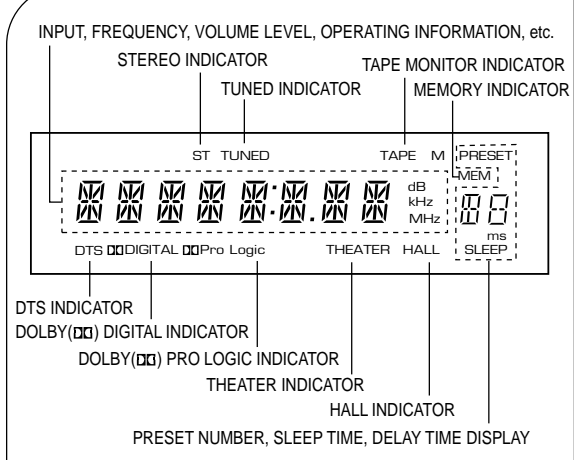 INPUT, FREQUENCY, VOLUME LEVEL, OPERATING INFORMATION, etc.
STEREO INDICATOR
TAPE MONITOR INDICATOR
TUNED INDICATOR
MEMORY INDICATOR
ST TUNED TAPE M PRESET
MEM
dB
kHz
MHz
ms
DTS DIGITAL Pro Logic THEATER HALL SLEEP
DTS INDICATOR
DOLBY() DIGITAL INDICATOR
DOLBY() PRO LOGIC INDICATOR
THEATER INDICATOR
HALL INDICATOR
PRESET NUMBER, SLEEP TIME, DELAY TIME DISPLAY